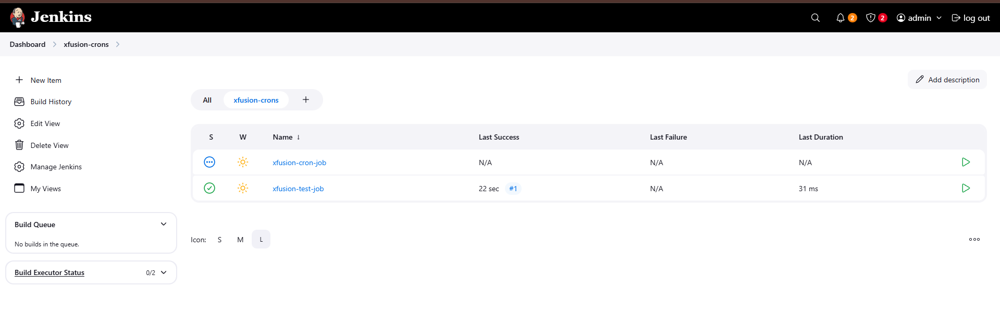 Jenkins
2
2
admin
log out
Dashboard
xfusion-crons
New Item
Build History
Edit View
Delete View
Manage Jenkins
My Views
Build Queue
No builds in the queue.
Build Executor Status
0/2
Add description
All
xfusion-crons
+
S W Name ↓ Last Success Last Failure Last Duration
xfusion-cron-job N/A N/A N/A
xfusion-test-job 22 sec #1 N/A 31 ms
Icon: S M L